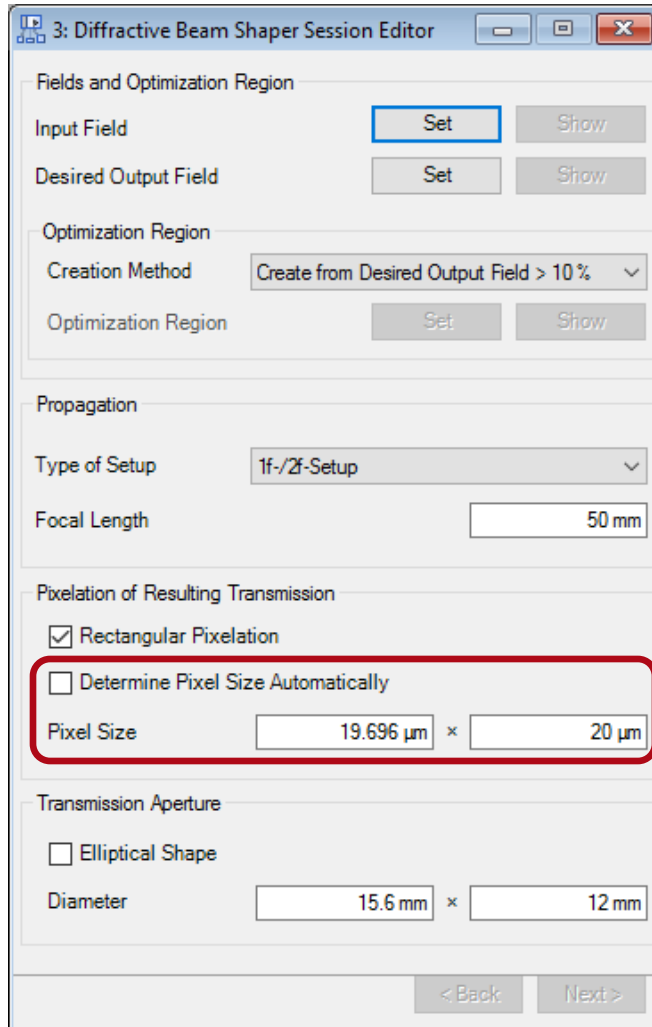 3: Diffractive Beam Shaper Session Editor
Fields and Optimization Region
Input Field Set Show
Desired Output Field Set Show
Optimization Region
Creation Method Create from Desired Output Field > 10 %
Optimization Region Set Show
Propagation
Type of Setup 1f-/2f-Setup
Focal Length 50 mm
Pixelation of Resulting Transmission
Rectangular Pixelation
Determine Pixel Size Automatically
Pixel Size 19.696 µm × 20 µm
Transmission Aperture
Elliptical Shape
Diameter 15.6 mm × 12 mm
< Back Next >